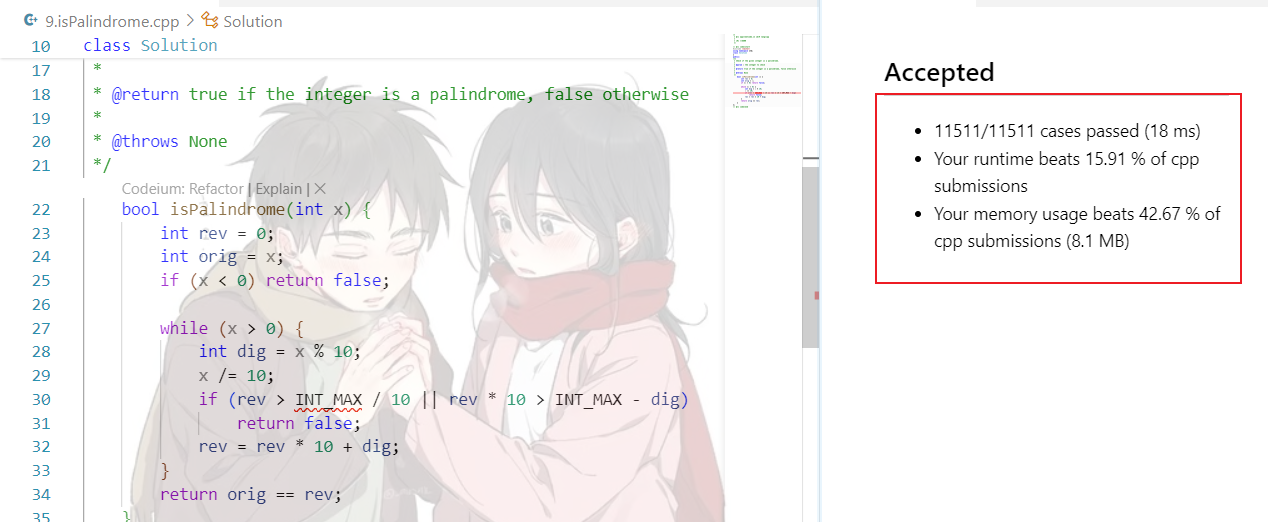 9.isPalindrome.cpp > Solution
10 class Solution
17 *
18 * @return true if the integer is a palindrome, false otherwise
19 *
20 * @throws None
21 */
Codeium: Refactor | Explain | ×
22 bool isPalindrome(int x) {
23 int rev = 0;
24 int orig = x;
25 if (x < 0) return false;
26
27 while (x > 0) {
28 int dig = x % 10;
29 x /= 10;
30 if (rev > INT_MAX / 10 || rev * 10 > INT_MAX - dig)
31 return false;
32 rev = rev * 10 + dig;
33 }
34 return orig == rev;
35 }
Accepted
• 11511/11511 cases passed (18 ms)
• Your runtime beats 15.91 % of cpp
submissions
• Your memory usage beats 42.67 % of
cpp submissions (8.1 MB)